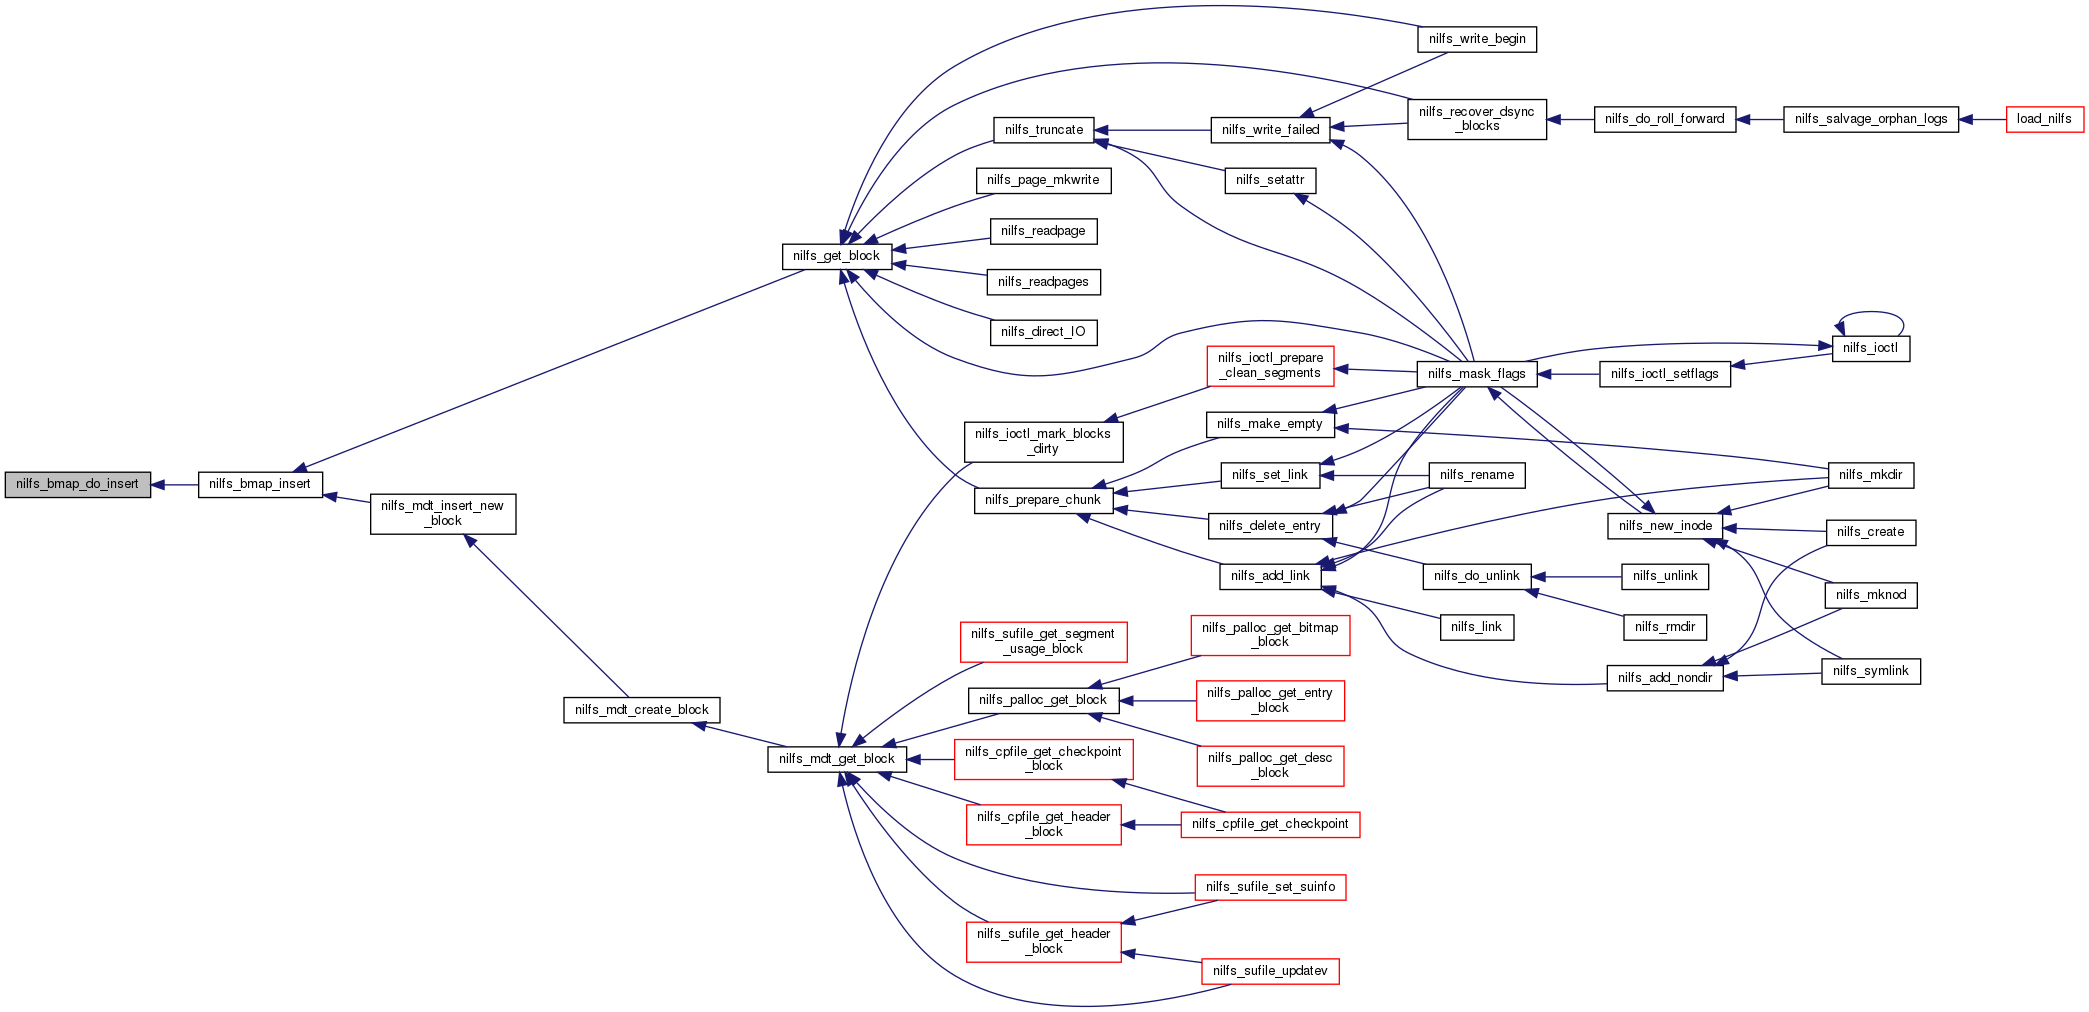 nilfs_bmap_do_insert
nilfs_bmap_insert
nilfs_mdt_insert_new
_block
nilfs_mdt_create_block
nilfs_get_block
nilfs_mdt_get_block
nilfs_truncate
nilfs_page_mkwrite
nilfs_readpage
nilfs_readpages
nilfs_direct_IO
nilfs_ioctl_mark_blocks
_dirty
nilfs_prepare_chunk
nilfs_sufile_get_segment
_usage_block
nilfs_palloc_get_block
nilfs_cpfile_get_checkpoint
_block
nilfs_cpfile_get_header
_block
nilfs_sufile_get_header
_block
nilfs_write_failed
nilfs_setattr
nilfs_ioctl_prepare
_clean_segments
nilfs_make_empty
nilfs_set_link
nilfs_delete_entry
nilfs_add_link
nilfs_palloc_get_bitmap
_block
nilfs_palloc_get_entry
_block
nilfs_palloc_get_desc
_block
nilfs_cpfile_get_checkpoint
nilfs_sufile_set_suinfo
nilfs_sufile_updatev
nilfs_write_begin
nilfs_recover_dsync
_blocks
nilfs_mask_flags
nilfs_rename
nilfs_do_unlink
nilfs_link
nilfs_do_roll_forward
nilfs_ioctl_setflags
nilfs_new_inode
nilfs_unlink
nilfs_rmdir
nilfs_add_nondir
nilfs_salvage_orphan_logs
nilfs_ioctl
nilfs_mkdir
nilfs_create
nilfs_mknod
nilfs_symlink
load_nilfs